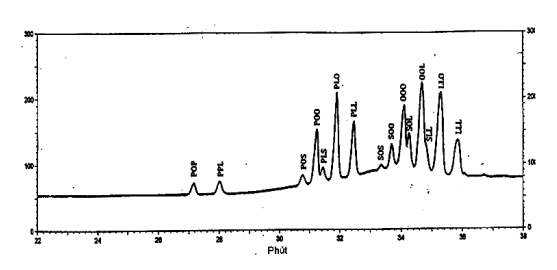 300
200
100
0
300
200
100
0
POP
PPL
POS
POO
PLS
PLO
PLL
SOS
SOO
OOO
SOL
OOL
SLL
LLO
LLL
22
24
26
28
30
32
34
36
38
Phút